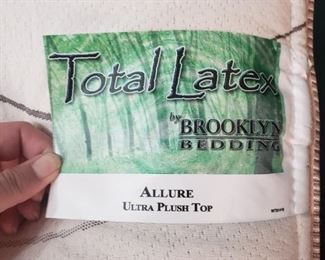 Total Latex
by BROOKLYN
BEDDING
ALLURE
ULTRA PLUSH TOP